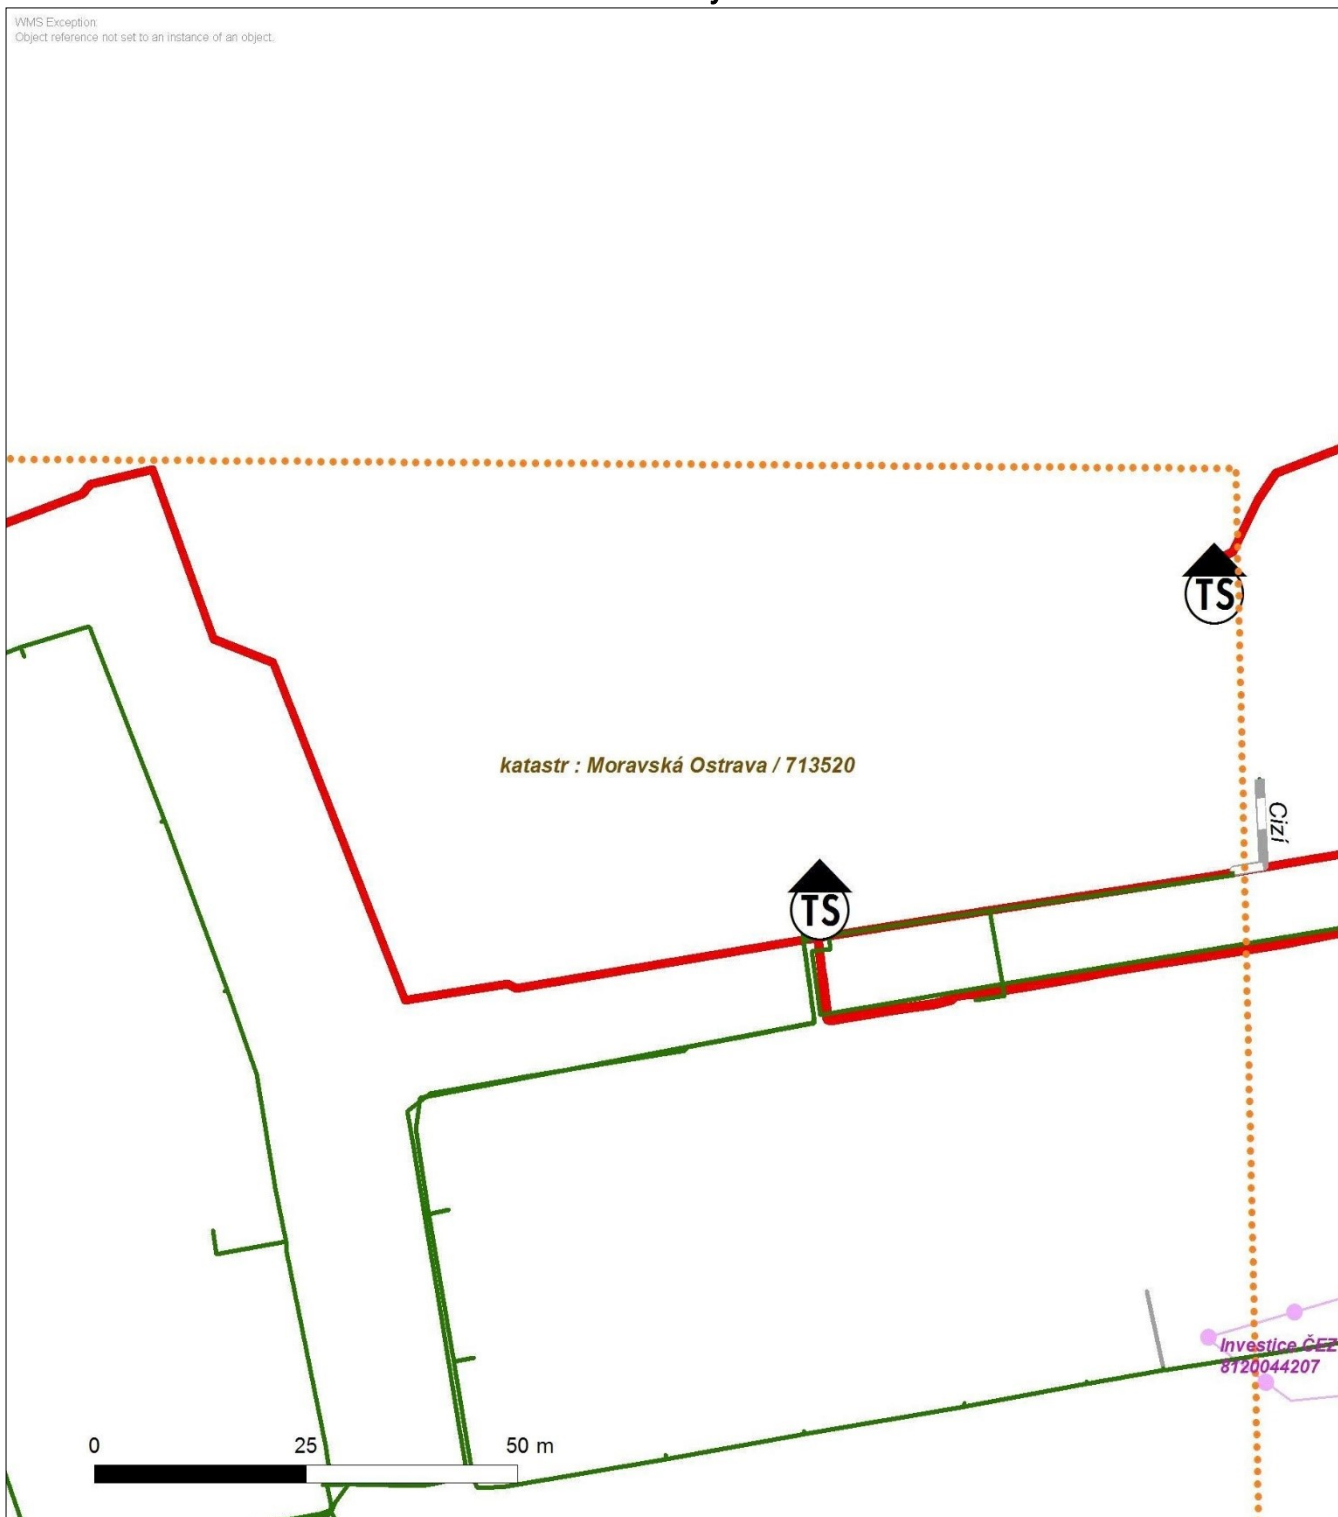 WMS Exception:
Object reference not set to an instance of an object.
TS
katastr : Moravská Ostrava / 713520
Cizí
TS
Investice ČEZ
8120044207
0 25 50 m